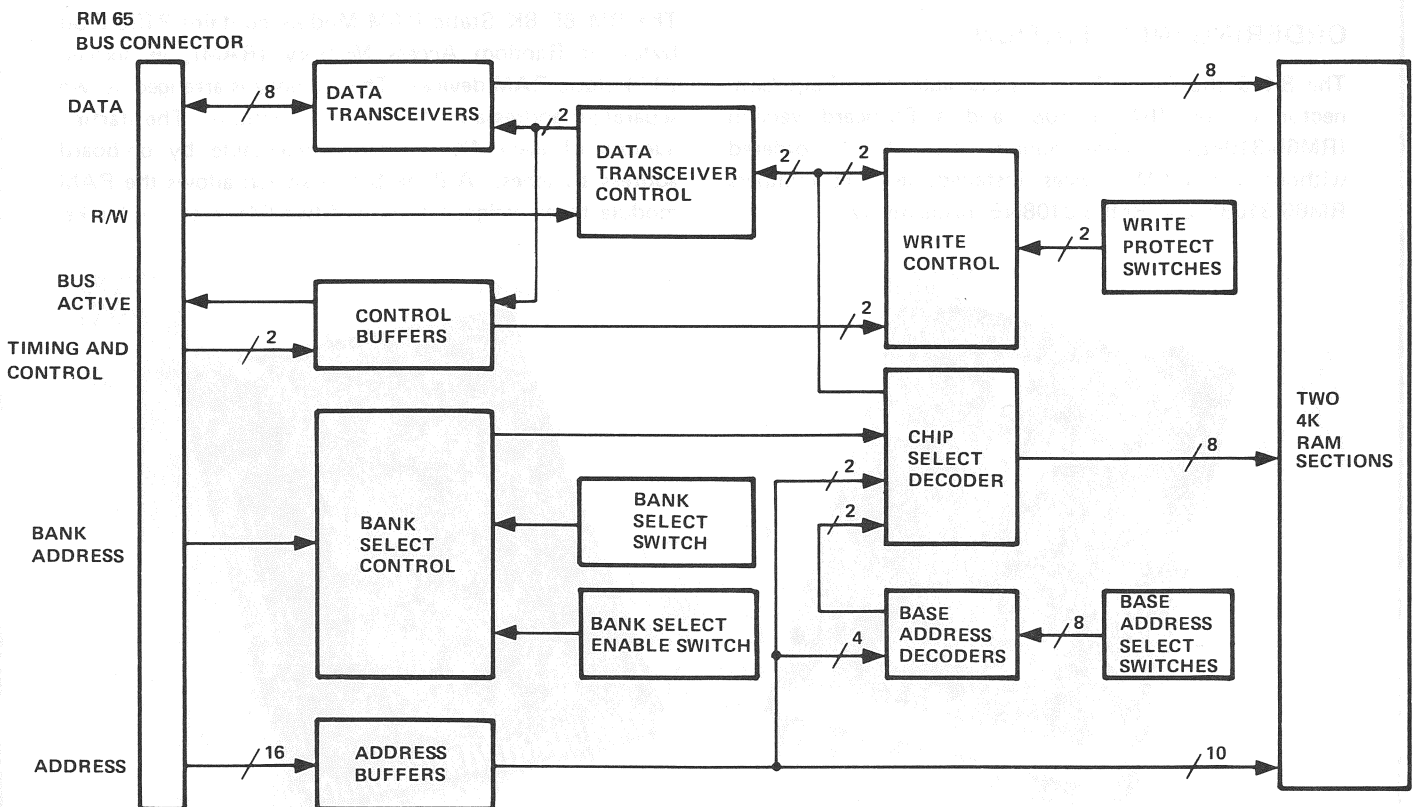 RM 65
BUS CONNECTOR
DATA
8
DATA
TRANSCEIVERS
8
2
DATA
TRANSCEIVER
CONTROL
2
2
R/W
WRITE
CONTROL
2
WRITE
PROTECT
SWITCHES
BUS
ACTIVE
CONTROL
BUFFERS
2
TIMING AND
CONTROL
2
TWO
4K
RAM
SECTIONS
CHIP
SELECT
DECODER
8
2
2
BANK
SELECT
SWITCH
BANK
ADDRESS
BANK
SELECT
CONTROL
BANK SELECT
ENABLE SWITCH
BASE
ADDRESS
DECODERS
4
8
BASE
ADDRESS
SELECT
SWITCHES
ADDRESS
16
ADDRESS
BUFFERS
10